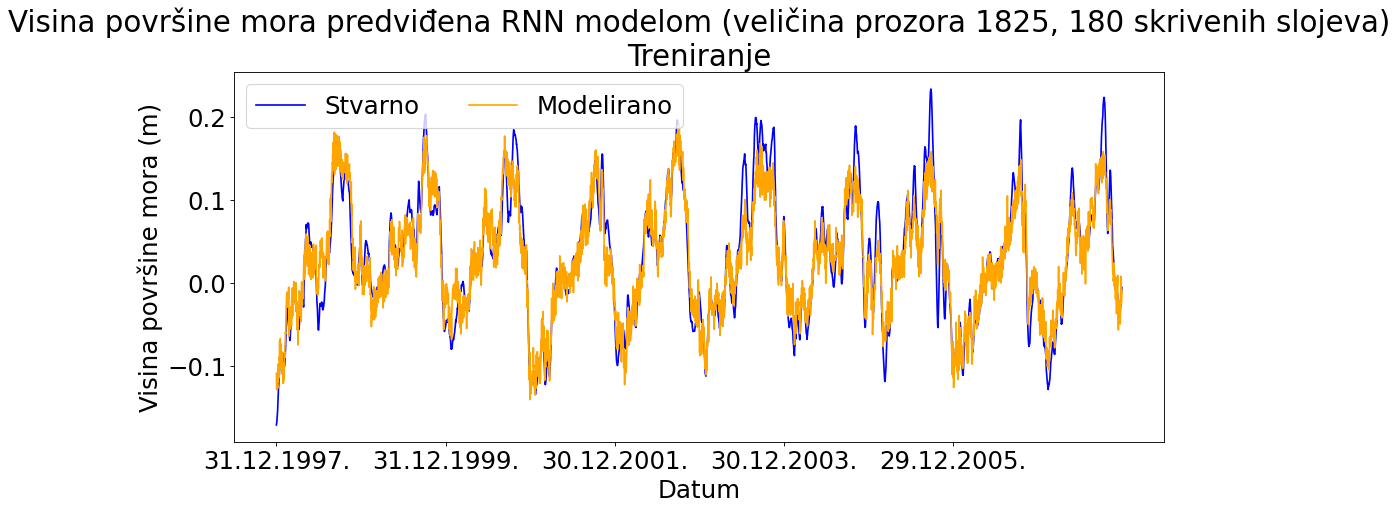 Visina površine mora predviđena RNN modelom (veličina prozora 1825, 180 skrivenih slojeva)
Treniranje
Stvarno
Modelirano
Visina površine mora (m)
0.2
0.1
0.0
−0.1
31.12.1997.
31.12.1999.
30.12.2001.
30.12.2003.
29.12.2005.
Datum